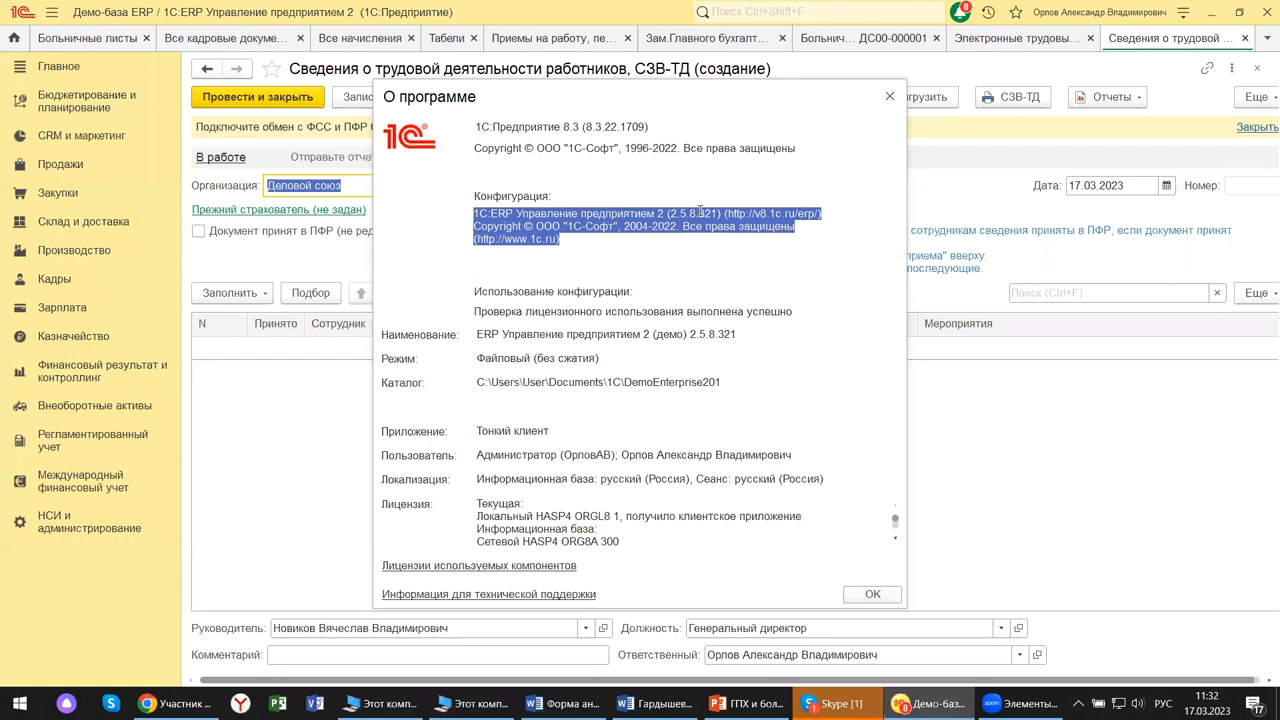 Демо-база ERP / 1C:ERP Управление предприятием 2 (1С:Предприятие)
Поиск Ctrl+Shift+F
8
Орлов Александр Владимирович
Больничные листы ×
Все кадровые докуме... ×
Все начисления ×
Табели ×
Приемы на работу, пе... ×
Зам.Главного бухгалт... ×
Больнич... ДС00-000001 ×
Электронные трудовы... ×
Сведения о трудовой ... ×
Главное
Бюджетирование и
планирование
CRM и маркетинг
Продажи
Закупки
Склад и доставка
Производство
Кадры
Зарплата
Казначейство
Финансовый результат и
контроллинг
Внеоборотные активы
Регламентированный
учет
Международный
финансовый учет
НСИ и
администрирование
Сведения о трудовой деятельности работников, СЗВ-ТД (создание)
Провести и закрыть
Запис
грузить
СЗВ-ТД
Отчеты
Еще
Подключите обмен с ФСС и ПФР
Закрыть
В работе
Отправьте отчет
Организация:
Деловой союз
Дата:
17.03.2023
Номер:
Прежний страхователь (не задан)
Документ принят в ПФР (не ред
сотрудникам сведения приняты в ПФР, если документ принят
приема" вверху.
последующие.
Заполнить
Подбор
Поиск (Ctrl+F)
×
Еще
N
Принято
Сотрудник
Мероприятия
О программе
1С:Предприятие 8.3 (8.3.22.1709)
Copyright © ООО "1С-Софт", 1996-2022. Все права защищены
Конфигурация:
1C:ERP Управление предприятием 2 (2.5.8.321) (http://v8.1c.ru/erp/)
Copyright © ООО "1С-Софт", 2004-2022. Все права защищены
(http://www.1c.ru)
Использование конфигурации:
Проверка лицензионного использования выполнена успешно
Наименование: ERP Управление предприятием 2 (демо) 2.5.8.321
Режим: Файловый (без сжатия)
Каталог: C:\Users\User\Documents\1C\DemoEnterprise201
Приложение: Тонкий клиент
Пользователь: Администратор (ОрловАВ); Орлов Александр Владимирович
Локализация: Информационная база: русский (Россия), Сеанс: русский (Россия)
Лицензия: Текущая:
Локальный HASP4 ORGL8 1, получило клиентское приложение
Информационная база:
Сетевой HASP4 ORG8A 300
Лицензии используемых компонентов
Информация для технической поддержки
OK
Руководитель:
Новиков Вячеслав Владимирович
Должность:
Генеральный директор
Комментарий:
Ответственный:
Орлов Александр Владимирович
Участник ...
Этот комп...
Этот комп...
Форма ан...
Гардышев...
ГПХ и бол...
Skype [1]
Демо-баз...
Элементы...
РУС
11:32
17.03.2023